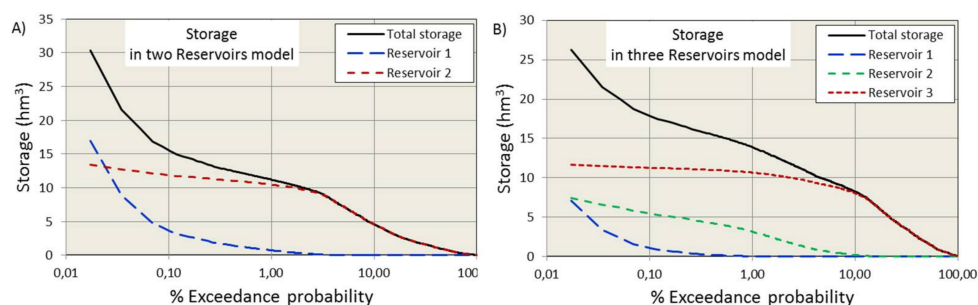 A)
Storage
in two Reservoirs model
Total storage
Reservoir 1
Reservoir 2
Storage (hm³)
35
30
25
20
15
10
5
0
0,01
0,10
1,00
10,00
100
% Exceedance probability
B)
Storage
in three Reservoirs model
Total storage
Reservoir 1
Reservoir 2
Reservoir 3
Storage (hm³)
30
25
20
15
10
5
0
0,01
0,10
1,00
10,00
100,00
% Exceedance probability